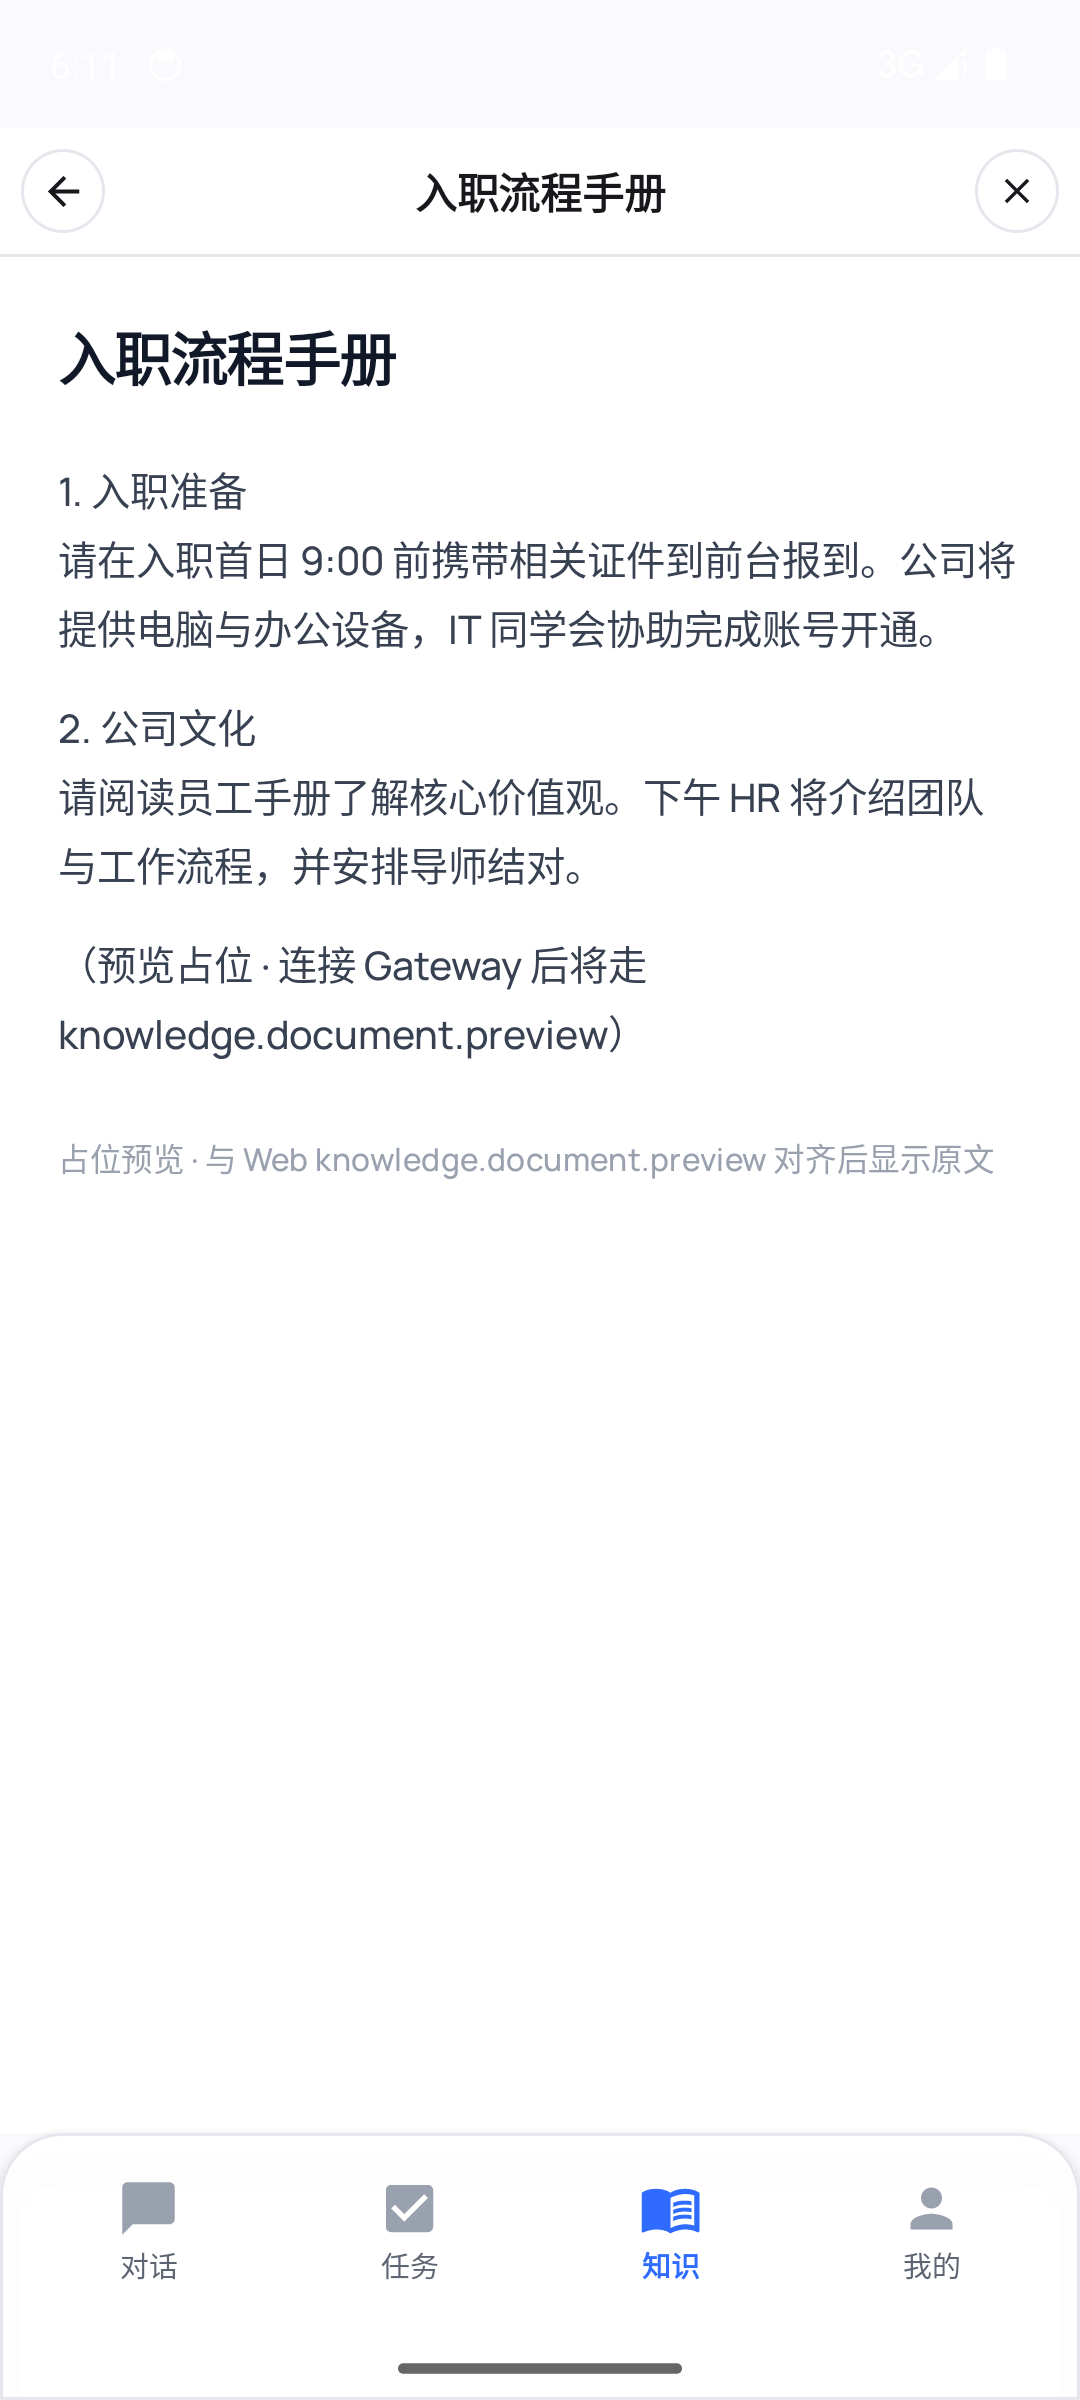 6:11
3G
入职流程手册
入职流程手册
1. 入职准备
请在入职首日 9:00 前携带相关证件到前台报到。公司将
提供电脑与办公设备，IT 同学会协助完成账号开通。
2. 公司文化
请阅读员工手册了解核心价值观。下午 HR 将介绍团队
与工作流程，并安排导师结对。
（预览占位 · 连接 Gateway 后将走
knowledge.document.preview）
占位预览 · 与 Web knowledge.document.preview 对齐后显示原文
对话
任务
知识
我的